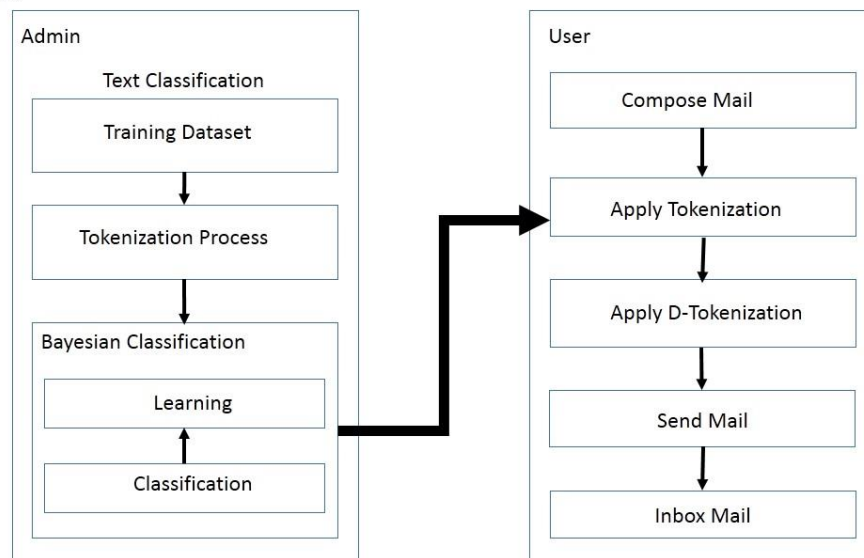 Admin
Text Classification
Training Dataset
Tokenization Process
Bayesian Classification
Learning
Classification
User
Compose Mail
Apply Tokenization
Apply D-Tokenization
Send Mail
Inbox Mail